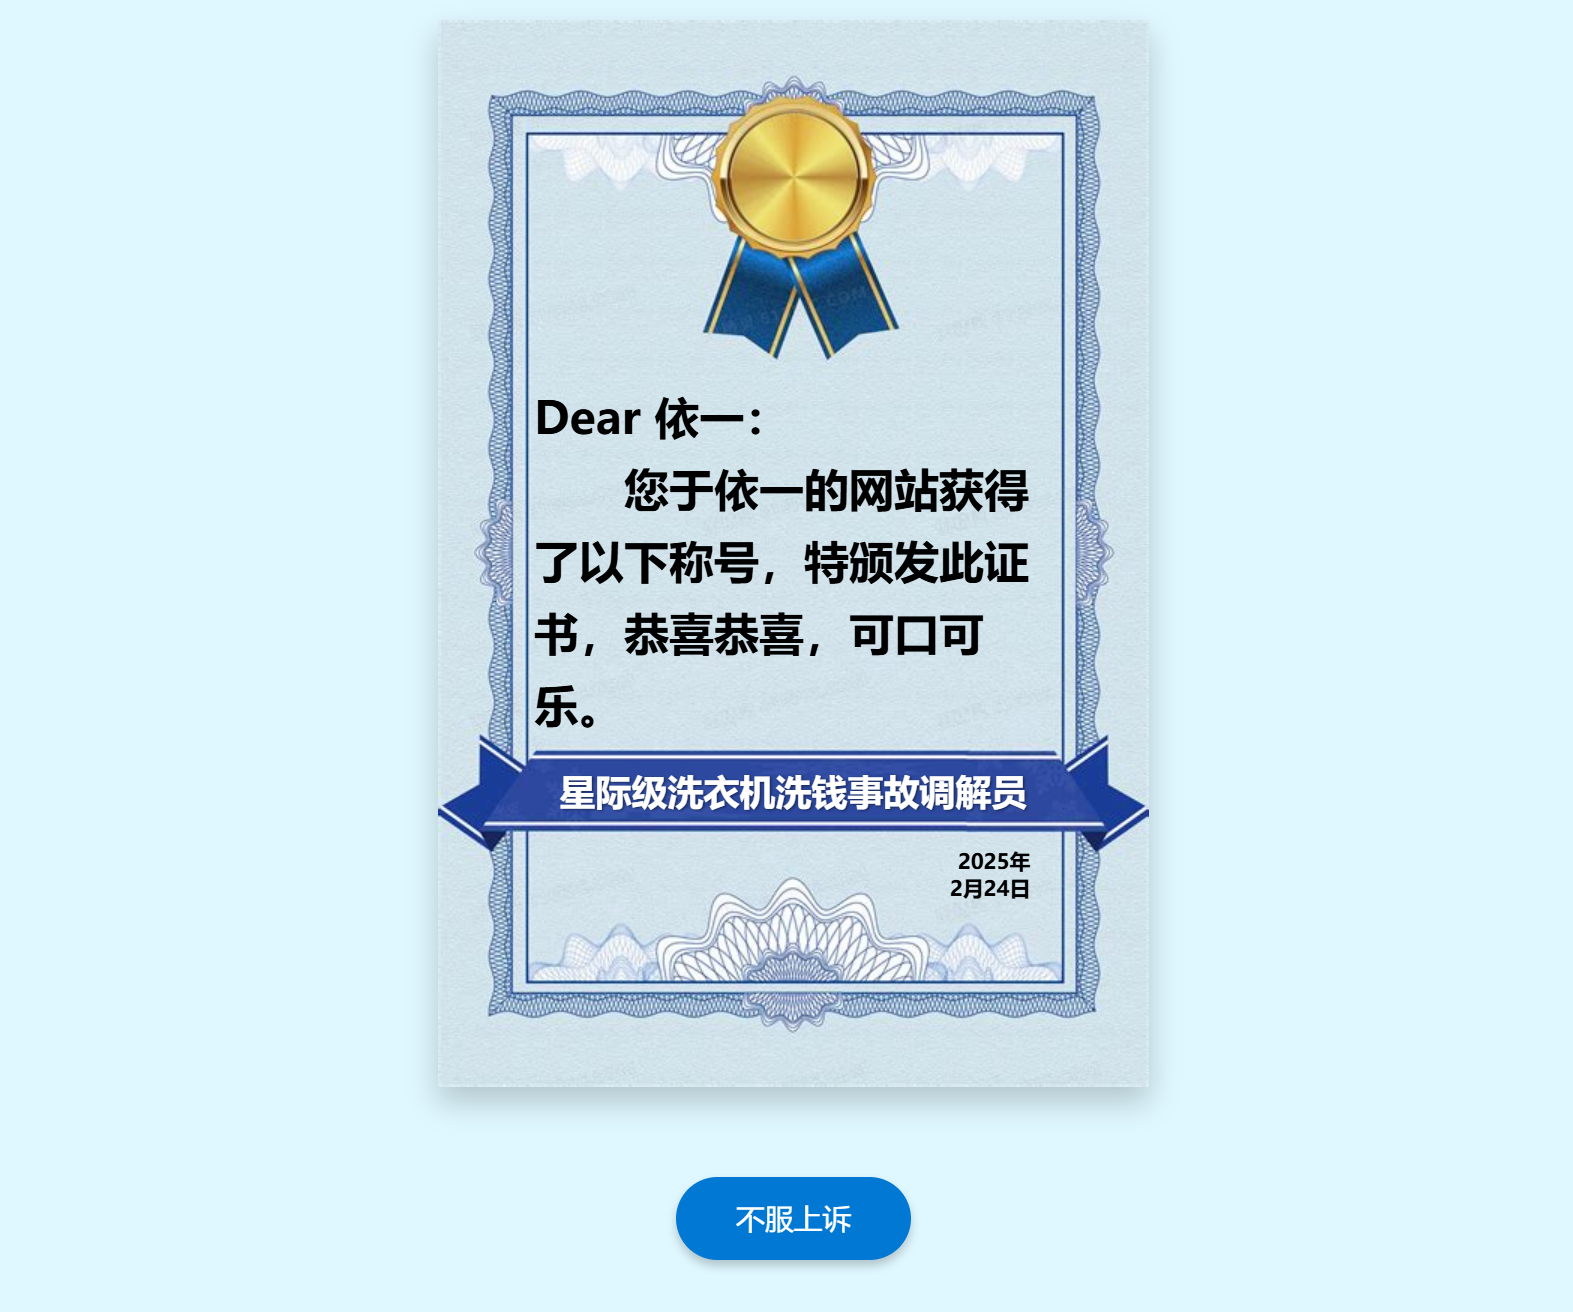 Dear 依一：
您于依一的网站获得
了以下称号，特颁发此证
书，恭喜恭喜，可口可
乐。
星际级洗衣机洗钱事故调解员
2025年
2月24日
不服上诉